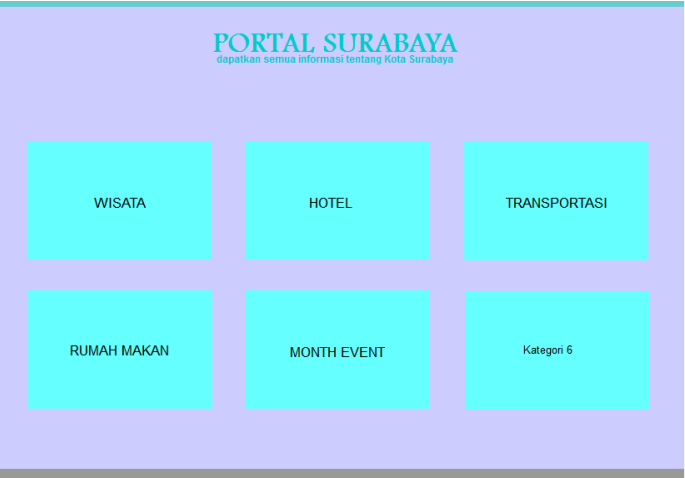 PORTAL SURABAYA
dapatkan semua informasi tentang Kota Surabaya
WISATA
HOTEL
TRANSPORTASI
RUMAH MAKAN
MONTH EVENT
Kategori 6